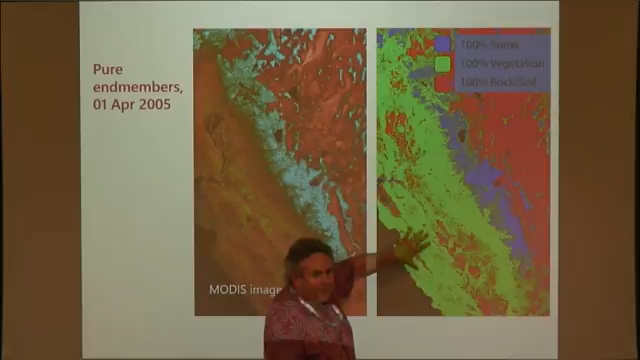 Pure
endmembers,
01 Apr 2005
100% Snow
100% Vegetation
100% Rock/Soil
MODIS image